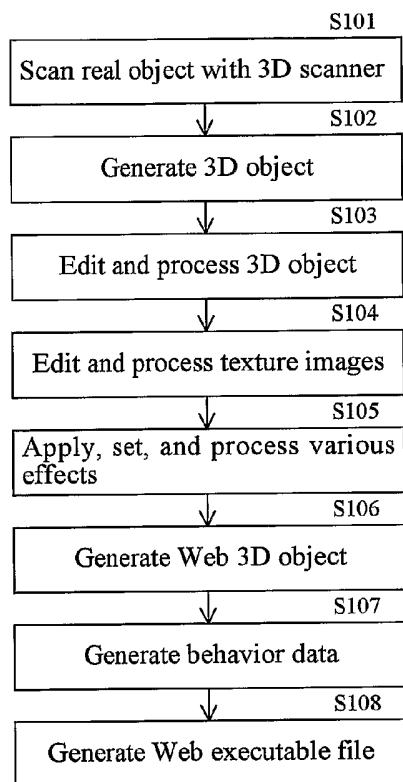 S101
Scan real object with 3D scanner
S102
Generate 3D object
S103
Edit and process 3D object
S104
Edit and process texture images
S105
Apply, set, and process various
effects
S106
Generate Web 3D object
S107
Generate behavior data
S108
Generate Web executable file